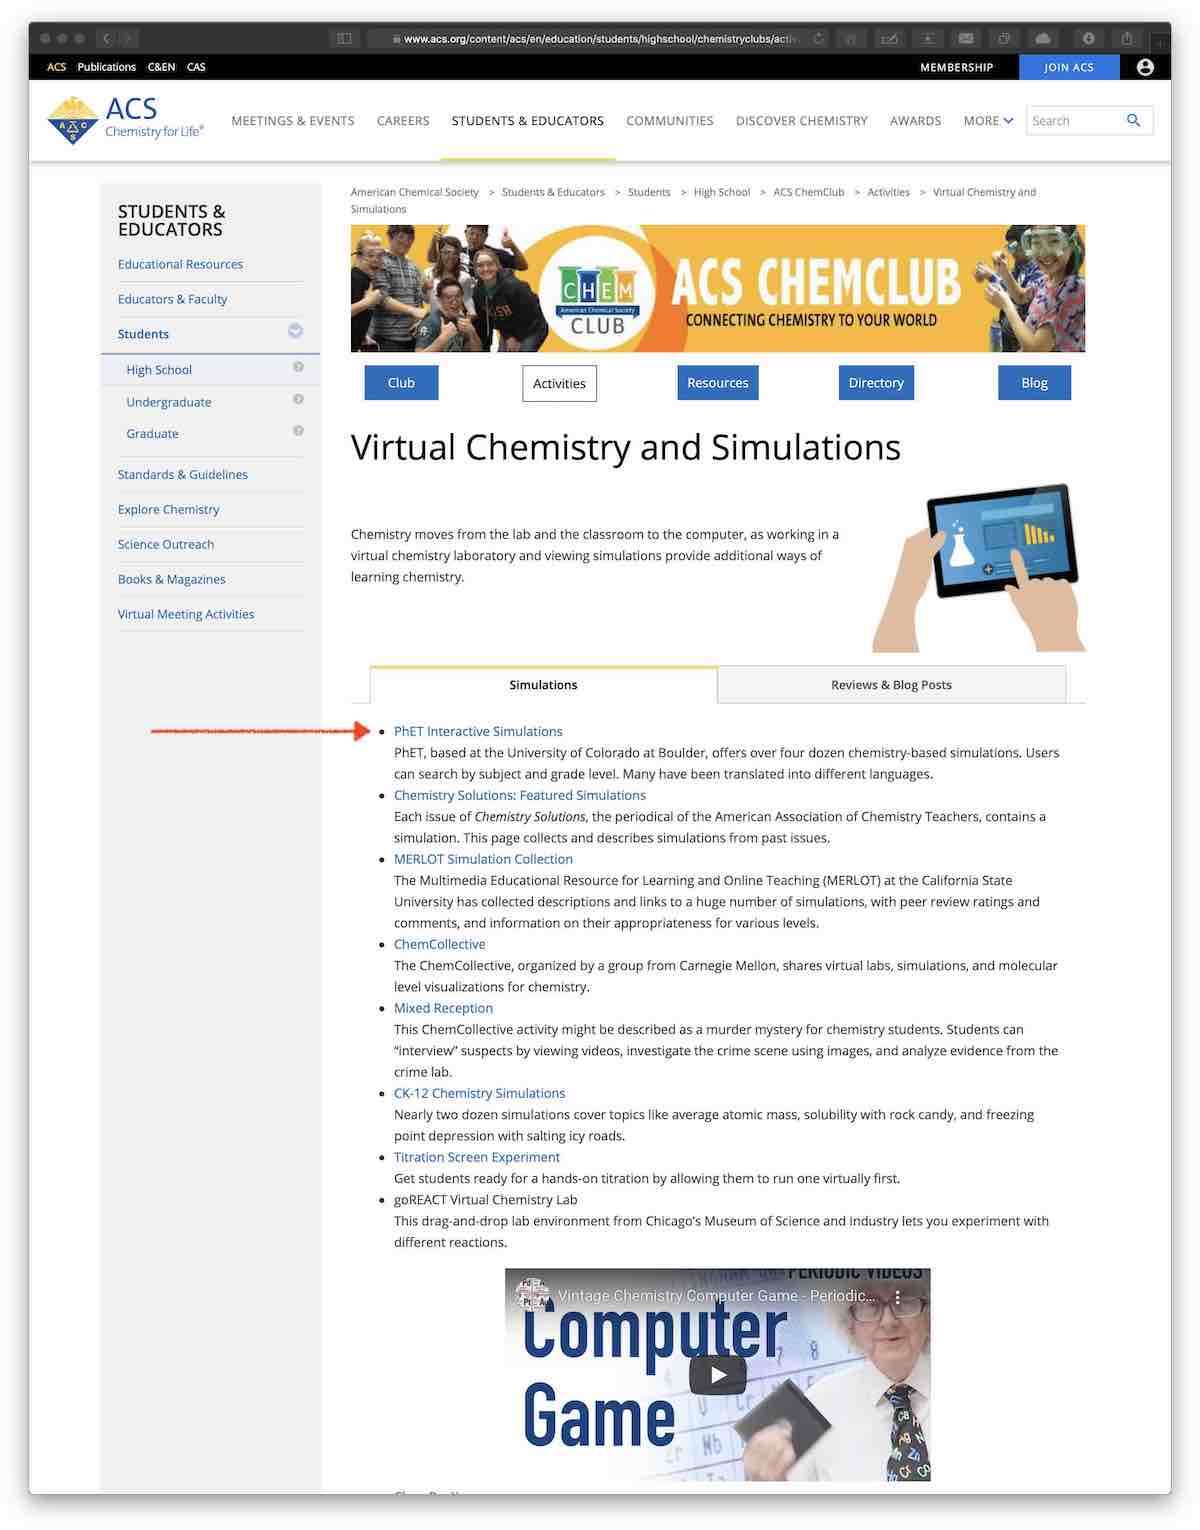 www.acs.org/content/acs/en/education/students/highschool/chemistryclubs/activ
ACS Publications C&EN CAS
MEMBERSHIP JOIN ACS
ACS
Chemistry for Life®
A C S
MEETINGS & EVENTS CAREERS STUDENTS & EDUCATORS COMMUNITIES DISCOVER CHEMISTRY AWARDS MORE Search
STUDENTS &
EDUCATORS
Educational Resources
Educators & Faculty
Students
High School
Undergraduate
Graduate
Standards & Guidelines
Explore Chemistry
Science Outreach
Books & Magazines
Virtual Meeting Activities
American Chemical Society > Students & Educators > Students > High School > ACS ChemClub > Activities > Virtual Chemistry and
Simulations
CHEM
American Chemical Society
CLUB
ACS CHEMCLUB
CONNECTING CHEMISTRY TO YOUR WORLD
Club Activities Resources Directory Blog
Virtual Chemistry and Simulations
Chemistry moves from the lab and the classroom to the computer, as working in a
virtual chemistry laboratory and viewing simulations provide additional ways of
learning chemistry.
Simulations Reviews & Blog Posts
PhET Interactive Simulations
PhET, based at the University of Colorado at Boulder, offers over four dozen chemistry-based simulations. Users
can search by subject and grade level. Many have been translated into different languages.
Chemistry Solutions: Featured Simulations
Each issue of Chemistry Solutions, the periodical of the American Association of Chemistry Teachers, contains a
simulation. This page collects and describes simulations from past issues.
MERLOT Simulation Collection
The Multimedia Educational Resource for Learning and Online Teaching (MERLOT) at the California State
University has collected descriptions and links to a huge number of simulations, with peer review ratings and
comments, and information on their appropriateness for various levels.
ChemCollective
The ChemCollective, organized by a group from Carnegie Mellon, shares virtual labs, simulations, and molecular
level visualizations for chemistry.
Mixed Reception
This ChemCollective activity might be described as a murder mystery for chemistry students. Students can
“interview” suspects by viewing videos, investigate the crime scene using images, and analyze evidence from the
crime lab.
CK-12 Chemistry Simulations
Nearly two dozen simulations cover topics like average atomic mass, solubility with rock candy, and freezing
point depression with salting icy roads.
Titration Screen Experiment
Get students ready for a hands-on titration by allowing them to run one virtually first.
goREACT Virtual Chemistry Lab
This drag-and-drop lab environment from Chicago's Museum of Science and Industry lets you experiment with
different reactions.
PERIODIC VIDEOS
Vintage Chemistry Computer Game - Periodic...
Computer
Game